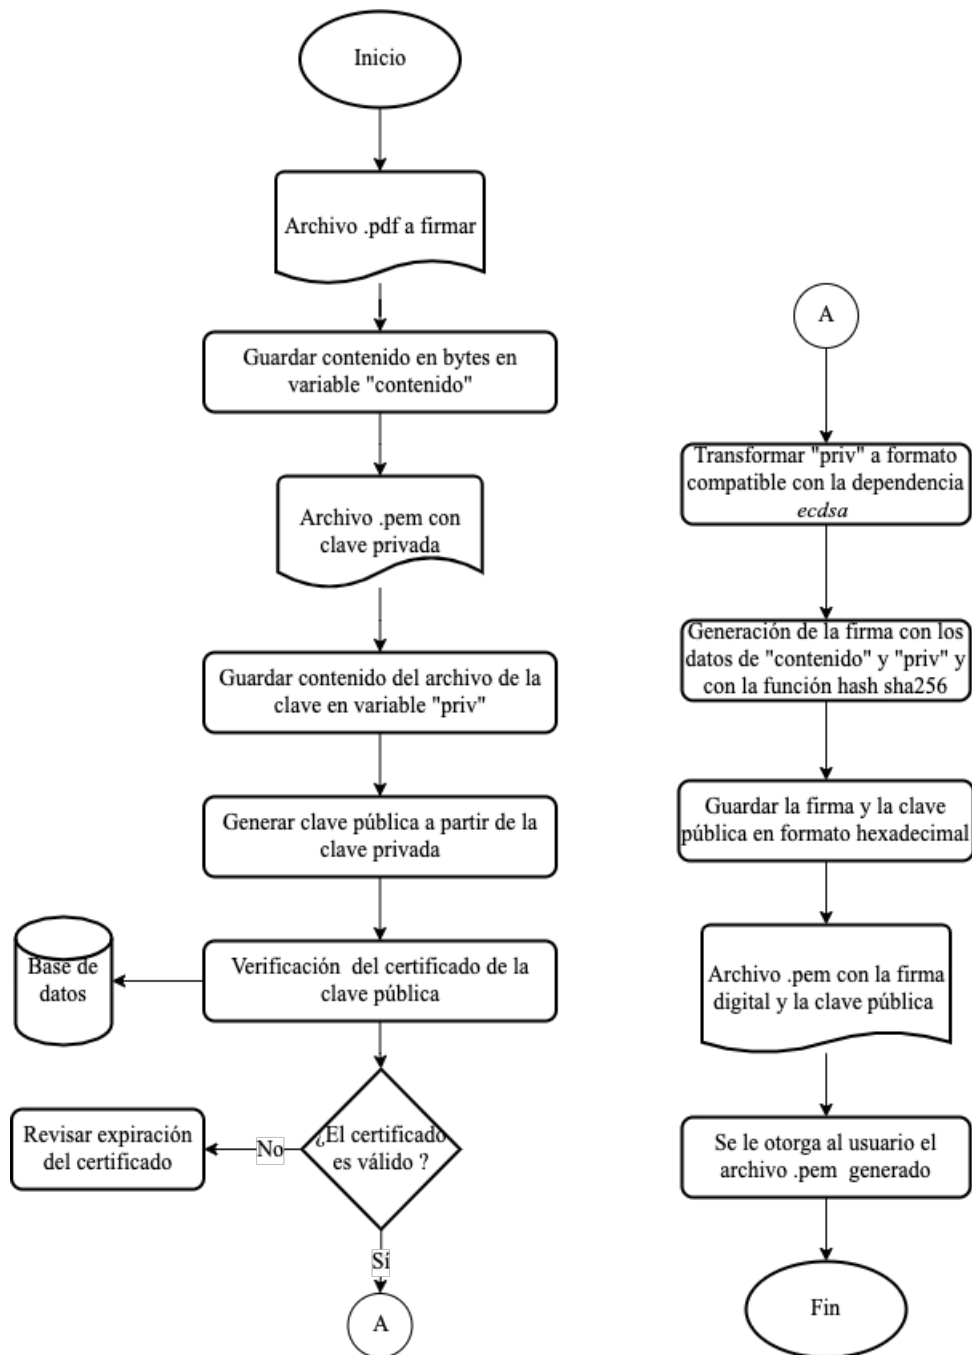 Inicio
Archivo .pdf a firmar
Guardar contenido en bytes en
variable "contenido"
Archivo .pem con
clave privada
Guardar contenido del archivo de la
clave en variable "priv"
Generar clave pública a partir de la
clave privada
Verificación del certificado de la
clave pública
Base de
datos
¿El certificado
es válido ?
No
Revisar expiración
del certificado
Sí
A
A
Transformar "priv" a formato
compatible con la dependencia
ecdsa
Generación de la firma con los
datos de "contenido" y "priv" y
con la función hash sha256
Guardar la firma y la clave
pública en formato hexadecimal
Archivo .pem con la firma
digital y la clave pública
Se le otorga al usuario el
archivo .pem generado
Fin